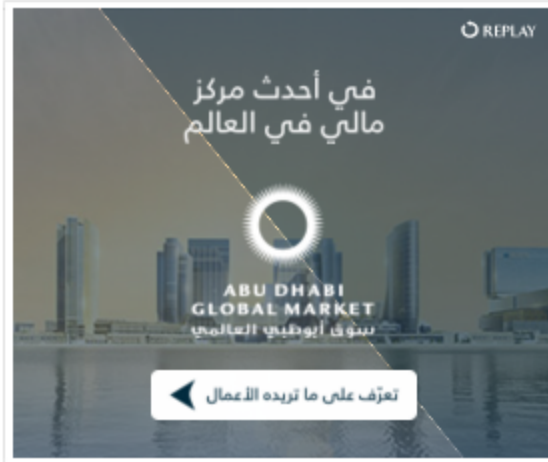 REPLAY
في أحدث مركز
مالي في العالم
ABU DHABI
GLOBAL MARKET
سوق أبوظبي العالمي
تعرّف على ما تريده الأعمال